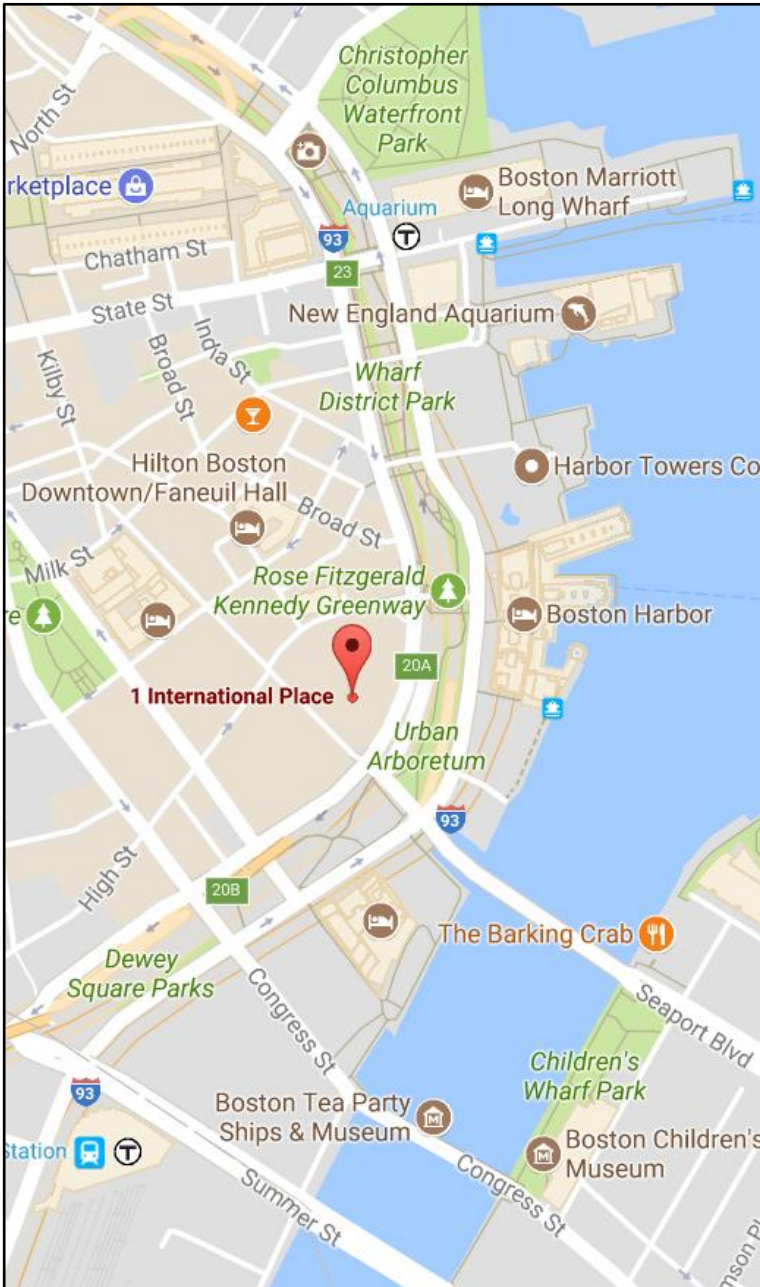 Christopher
Columbus
Waterfront
Park
North St
rketplace
Boston Marriott
Long Wharf
Aquarium
T
93
Chatham St
23
State St
New England Aquarium
India St
Broad St
Kilby St
Wharf
District Park
Hilton Boston
Downtown/Faneuil Hall
Harbor Towers Co
Broad St
Milk St
Rose Fitzgerald
Kennedy Greenway
re
Boston Harbor
20A
1 International Place
Urban
Arboretum
93
High St
20B
The Barking Crab
Dewey
Square Parks
Congress St
Seaport Blvd
Children's
Wharf Park
93
Boston Tea Party
Ships & Museum
Station
T
Boston Children's
Museum
Congress St
Summer St
mson Pl